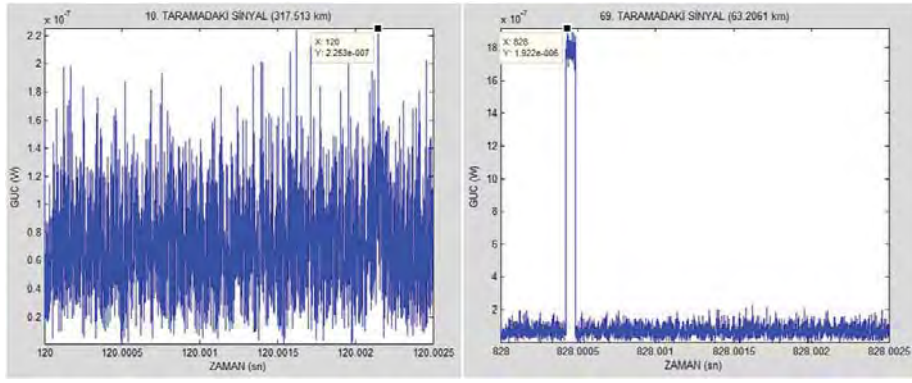 10. TARAMADAKİ SİNYAL (317.513 km)
x 10⁻⁷
2.2
2
1.8
1.6
1.4
1.2
1
0.8
0.6
0.4
0.2
GUC (W)
X: 120
Y: 2.253e-007
120
120.0005
120.001
120.0015
120.002
120.0025
ZAMAN (sn)
69. TARAMADAKİ SİNYAL (63.2061 km)
x 10⁻⁷
18
16
14
12
10
8
6
4
2
GUC (W)
X: 828
Y: 1.922e-006
828
828.0005
828.001
828.0015
828.002
828.0025
ZAMAN (sn)